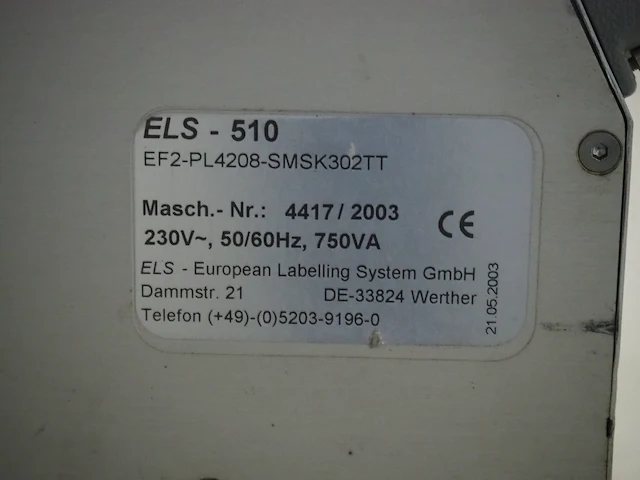 ELS - 510
EF2-PL4208-SMSK302TT
Masch.- Nr.: 4417 / 2003
230V~, 50/60Hz, 750VA
CE
ELS - European Labelling System GmbH
Dammstr. 21 DE-33824 Werther
Telefon (+49)-(0)5203-9196-0
21.05.2003